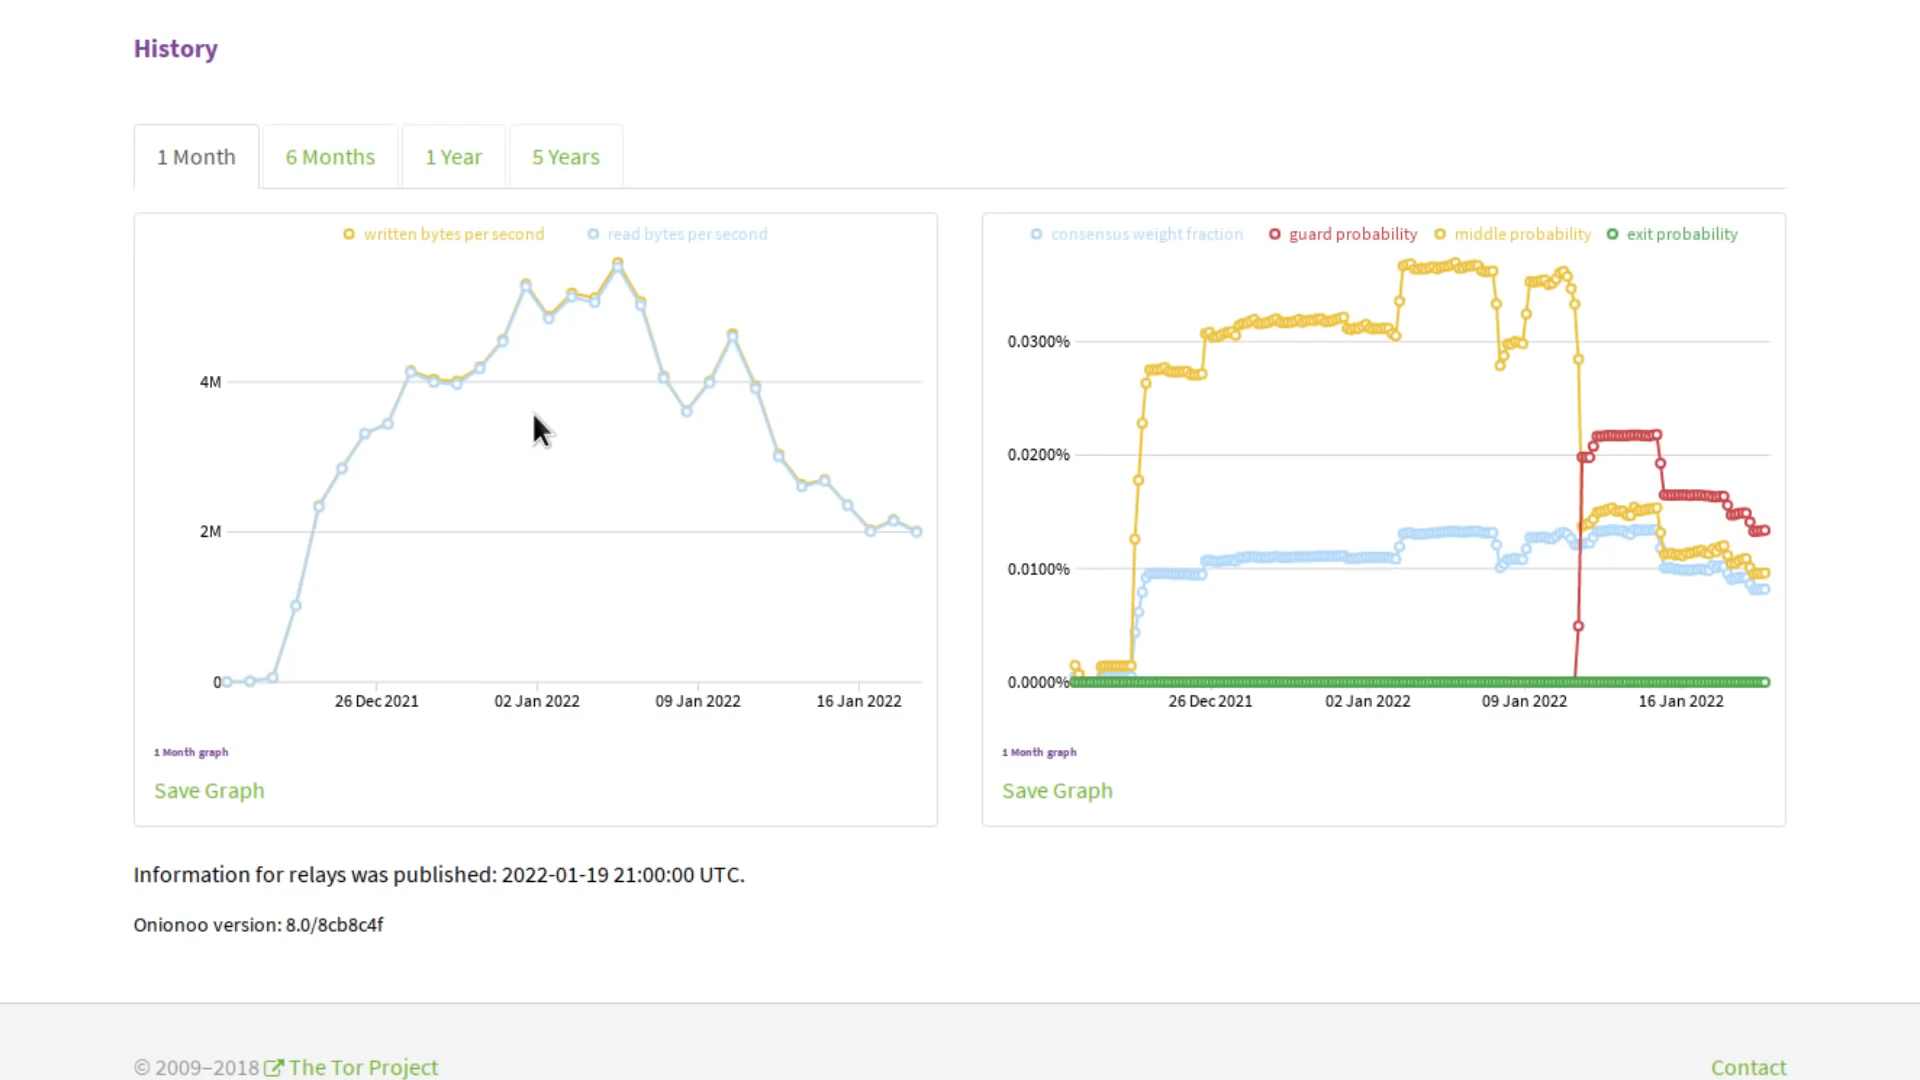 History
1 Month 6 Months 1 Year 5 Years
written bytes per second read bytes per second
4M
2M
0
26 Dec 2021 02 Jan 2022 09 Jan 2022 16 Jan 2022
1 Month graph
Save Graph
consensus weight fraction guard probability middle probability exit probability
0.0300%
0.0200%
0.0100%
0.0000%
26 Dec 2021 02 Jan 2022 09 Jan 2022 16 Jan 2022
1 Month graph
Save Graph
Information for relays was published: 2022-01-19 21:00:00 UTC.
Onionoo version: 8.0/8cb8c4f
© 2009–2018 The Tor Project Contact